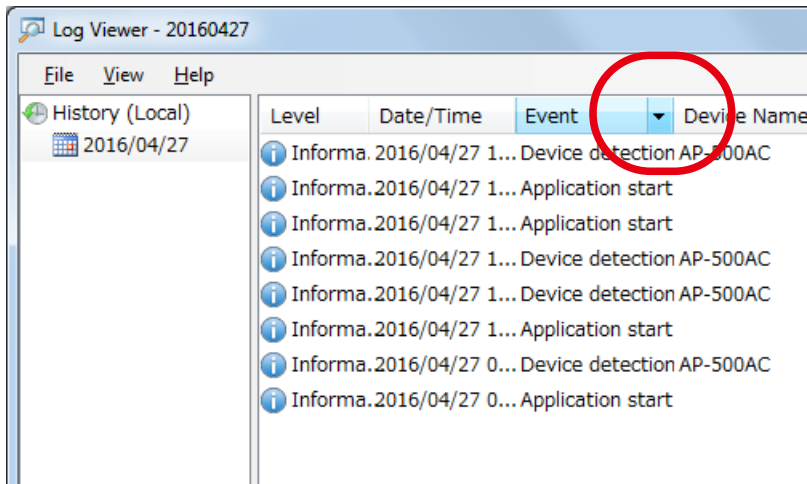 Log Viewer - 20160427
File View Help
History (Local)
2016/04/27
Level Date/Time Event Device Name
Informa.. 2016/04/27 1... Device detection AP-500AC
Informa.. 2016/04/27 1... Application start
Informa.. 2016/04/27 1... Application start
Informa.. 2016/04/27 1... Device detection AP-500AC
Informa.. 2016/04/27 1... Device detection AP-500AC
Informa.. 2016/04/27 1... Application start
Informa.. 2016/04/27 0... Device detection AP-500AC
Informa.. 2016/04/27 0... Application start